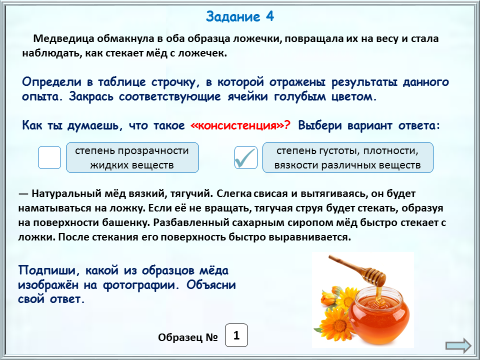 Задание 4
Медведица обмакнула в оба образца ложечки, повращала их на весу и стала
наблюдать, как стекает мёд с ложечек.
Определи в таблице строчку, в которой отражены результаты данного
опыта. Закрась соответствующие ячейки голубым цветом.
Как ты думаешь, что такое «консистенция»? Выбери вариант ответа:
степень прозрачности
жидких веществ
степень густоты, плотности,
вязкости различных веществ
— Натуральный мёд вязкий, тягучий. Слегка свисая и вытягиваясь, он будет
наматываться на ложку. Если её не вращать, тягучая струя будет стекать, образуя
на поверхности башенку. Разбавленный сахарным сиропом мёд быстро стекает с
ложки. После стекания его поверхность быстро выравнивается.
Подпиши, какой из образцов мёда
изображён на фотографии. Объясни
свой ответ.
Образец № 1